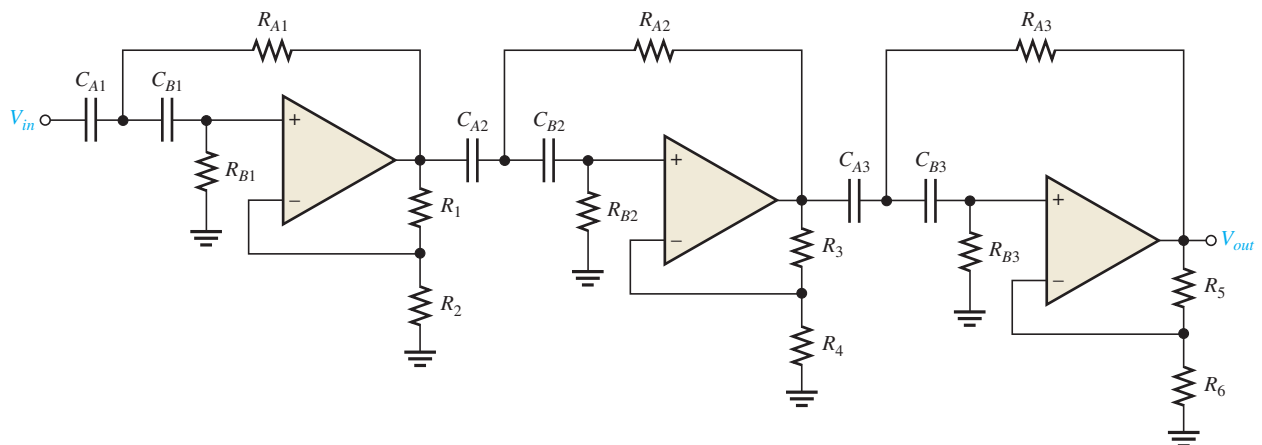 R_{A1}
R_{A2}
R_{A3}
C_{A1}
C_{B1}
V_{in}
+
−
R_{B1}
R_1
R_2
C_{A2}
C_{B2}
+
−
R_{B2}
R_3
R_4
C_{A3}
C_{B3}
+
−
R_{B3}
V_{out}
R_5
R_6